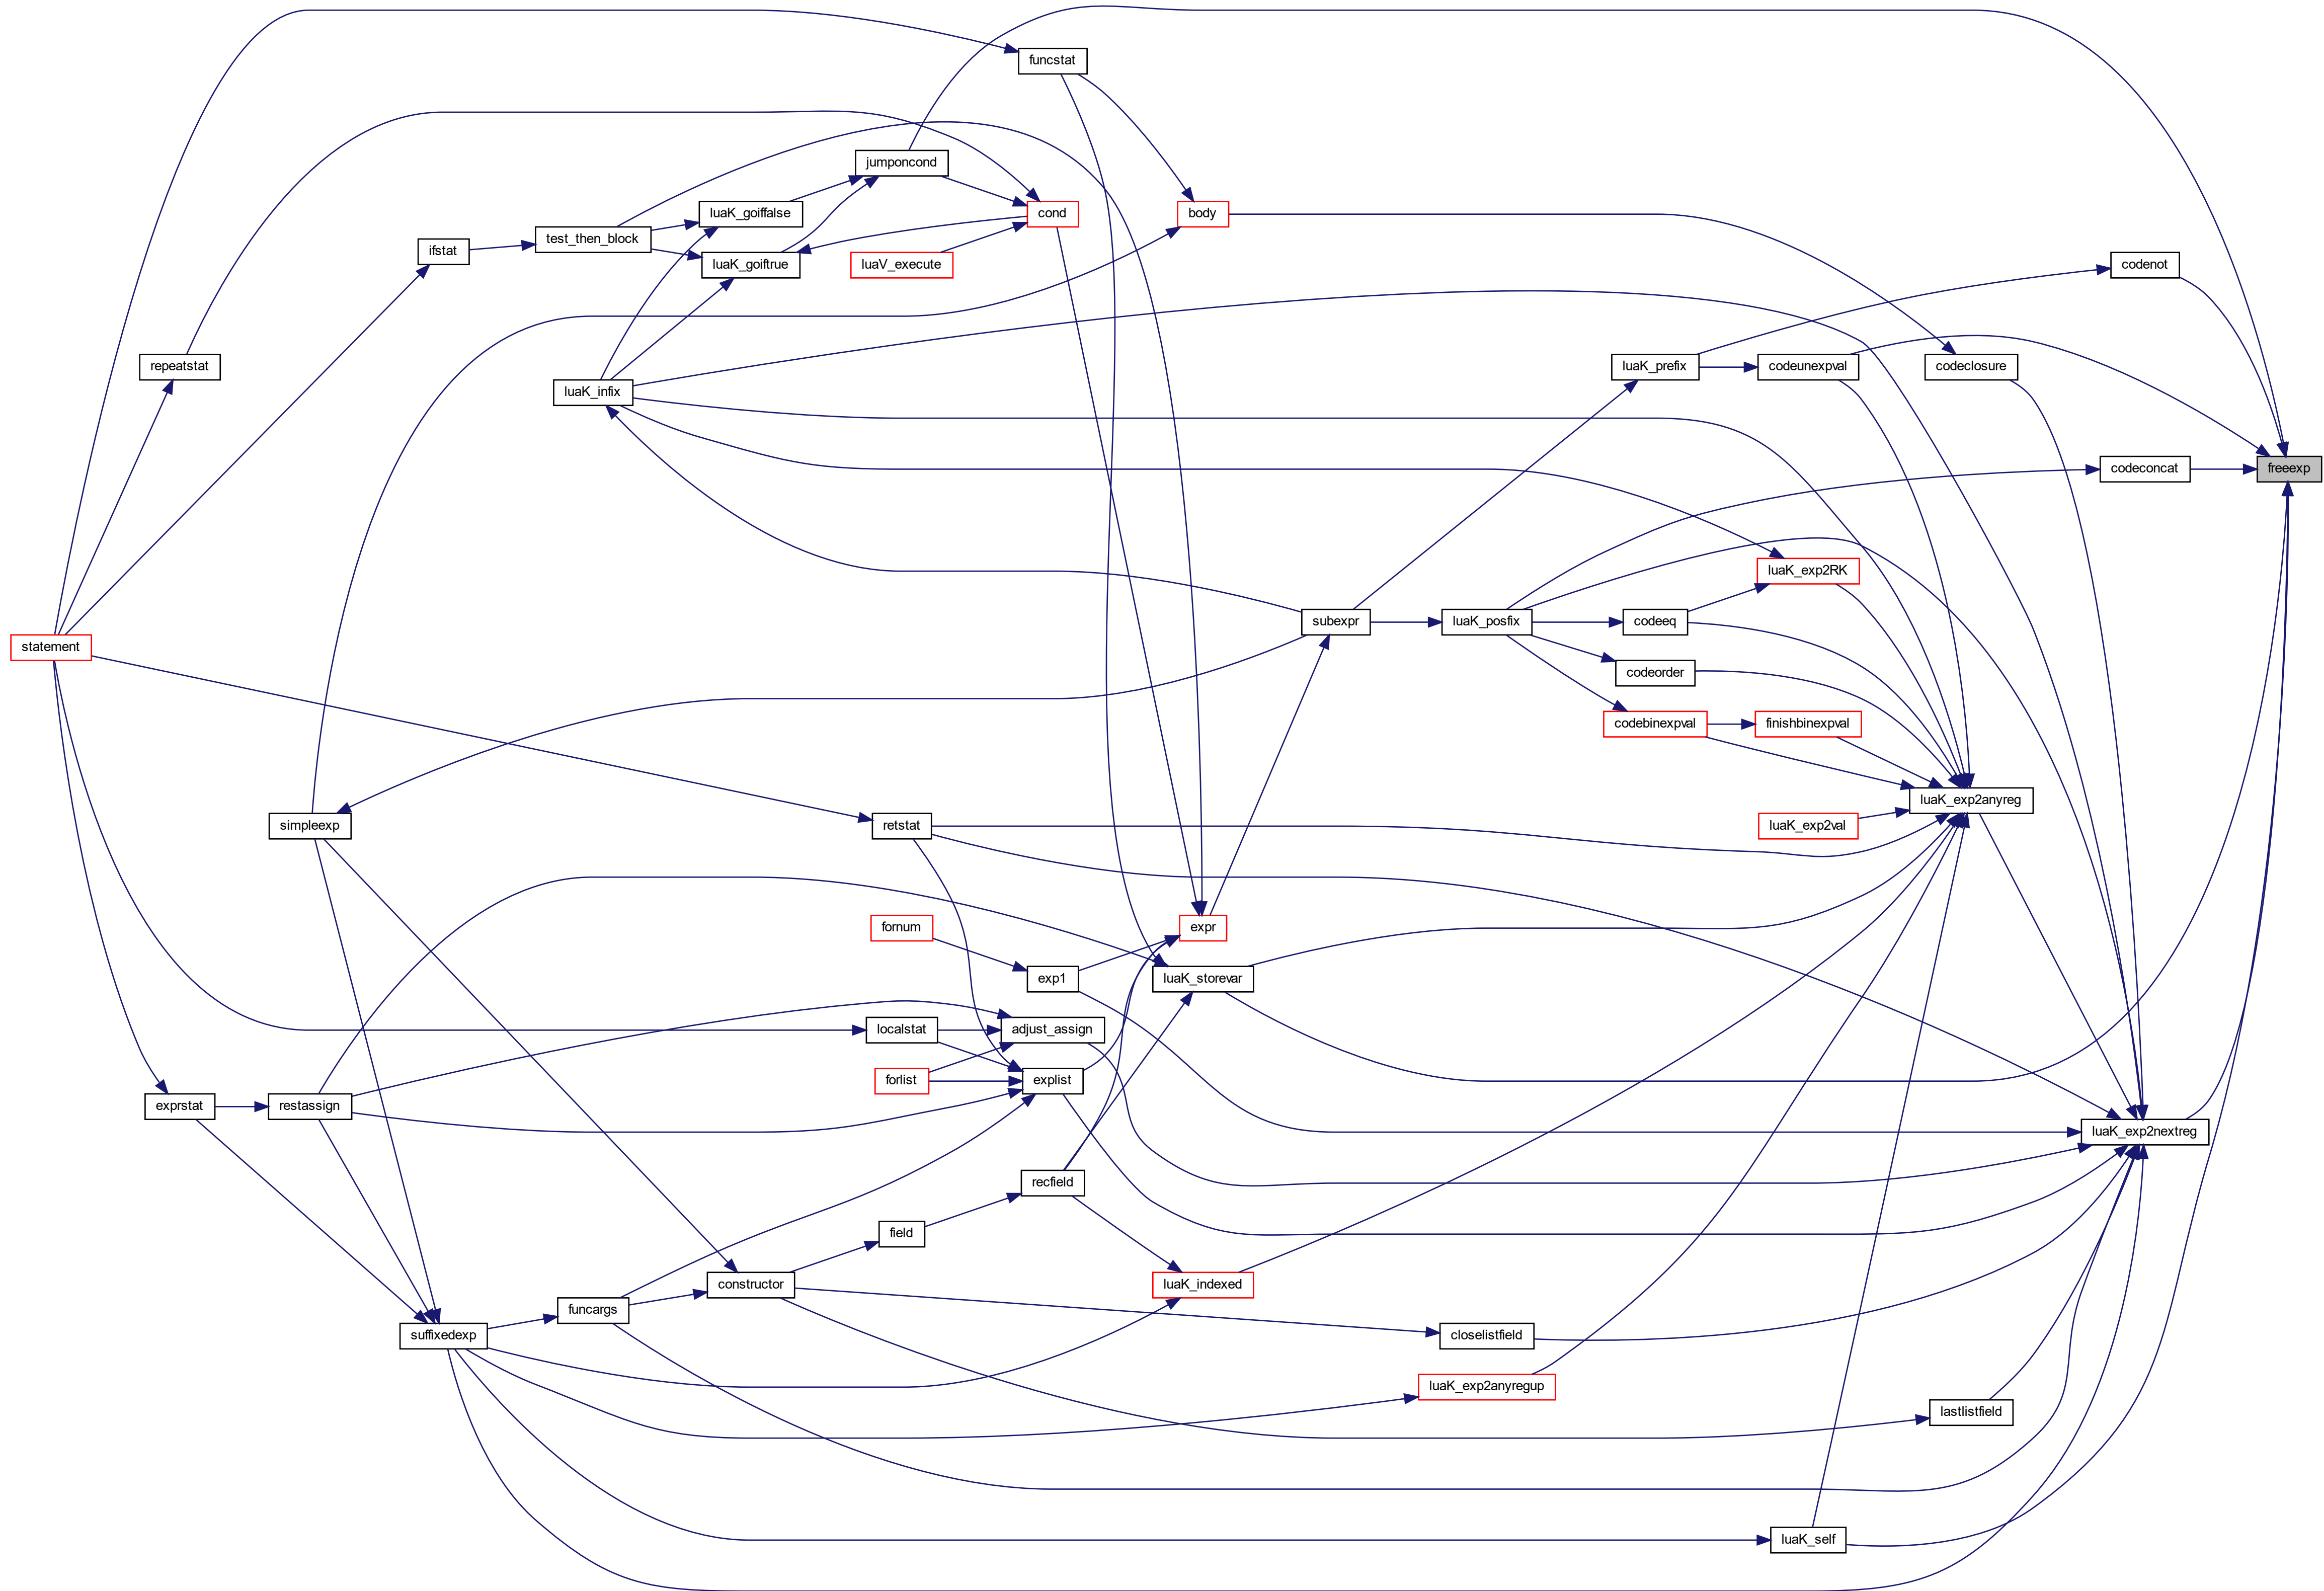 funcstat
jumponcond
cond
body
luaK_goiffalse
test_then_block
ifstat
luaK_goiftrue
luaV_execute
codenot
repeatstat
luaK_infix
luaK_prefix
codeunexpval
codeclosure
codeconcat
freeexp
luaK_exp2RK
statement
subexpr
luaK_posfix
codeeq
codeorder
codebinexpval
finishbinexpval
luaK_exp2anyreg
simpleexp
retstat
luaK_exp2val
fornum
expr
exp1
luaK_storevar
localstat
adjust_assign
forlist
explist
exprstat
restassign
luaK_exp2nextreg
recfield
field
constructor
luaK_indexed
funcargs
suffixedexp
closelistfield
luaK_exp2anyregup
lastlistfield
luaK_self